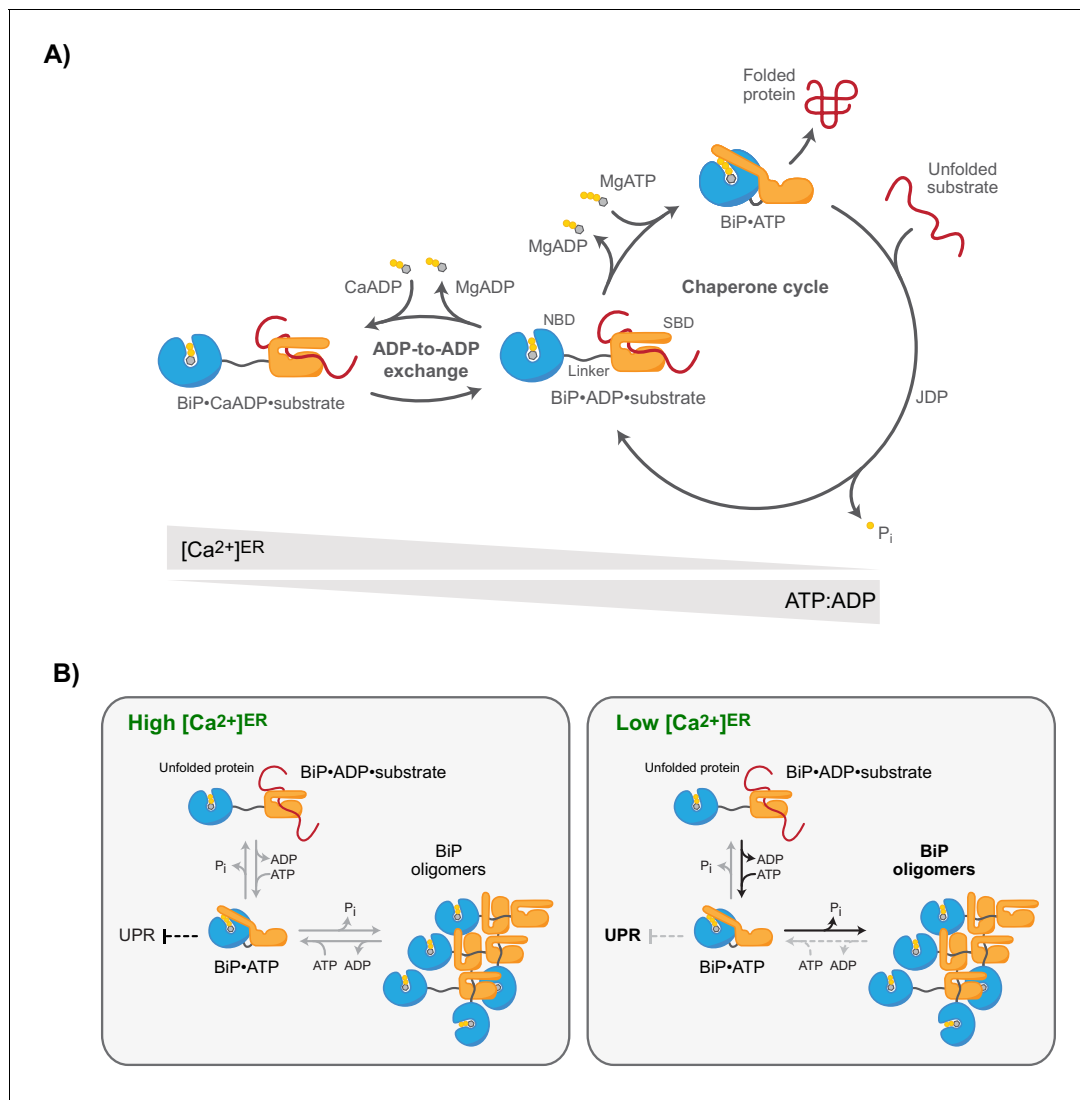 A)
Folded
protein
Unfolded
substrate
MgATP
BiP•ATP
MgADP
CaADP
MgADP
Chaperone cycle
NBD
SBD
ADP-to-ADP
exchange
Linker
BiP•CaADP•substrate
BiP•ADP•substrate
JDP
Pi
[Ca2+]ER
ATP:ADP
B)
High [Ca2+]ER
Unfolded protein
BiP•ADP•substrate
Pi
ADP
ATP
BiP
oligomers
Pi
UPR
ATP
ADP
BiP•ATP
Low [Ca2+]ER
Unfolded protein
BiP•ADP•substrate
Pi
ADP
ATP
BiP
oligomers
Pi
UPR
ATP
ADP
BiP•ATP